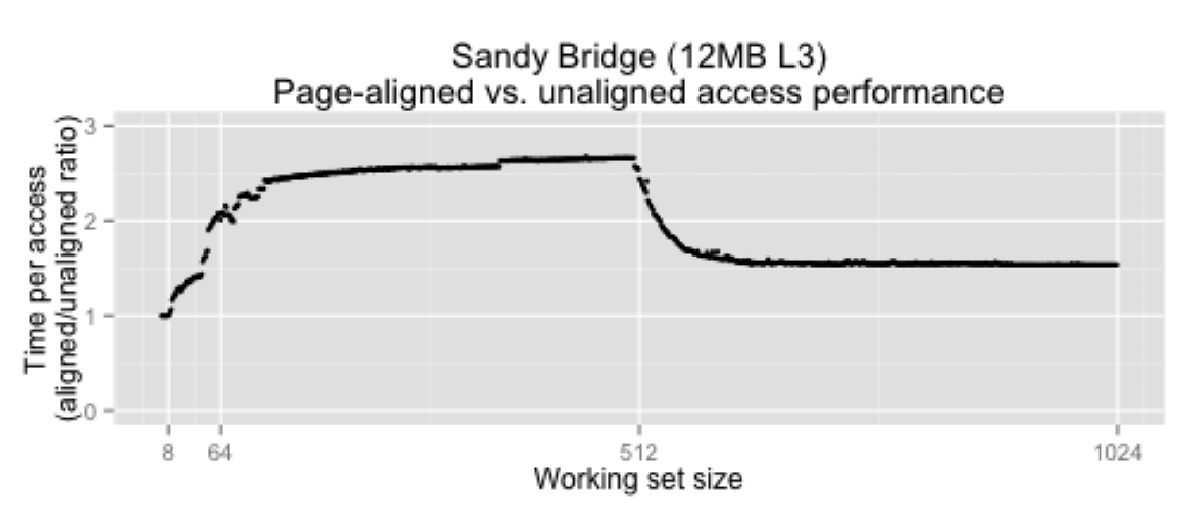 Sandy Bridge (12MB L3)
Page-aligned vs. unaligned access performance
Time per access
(aligned/unaligned ratio)
3
2
1
0
8
64
512
1024
Working set size